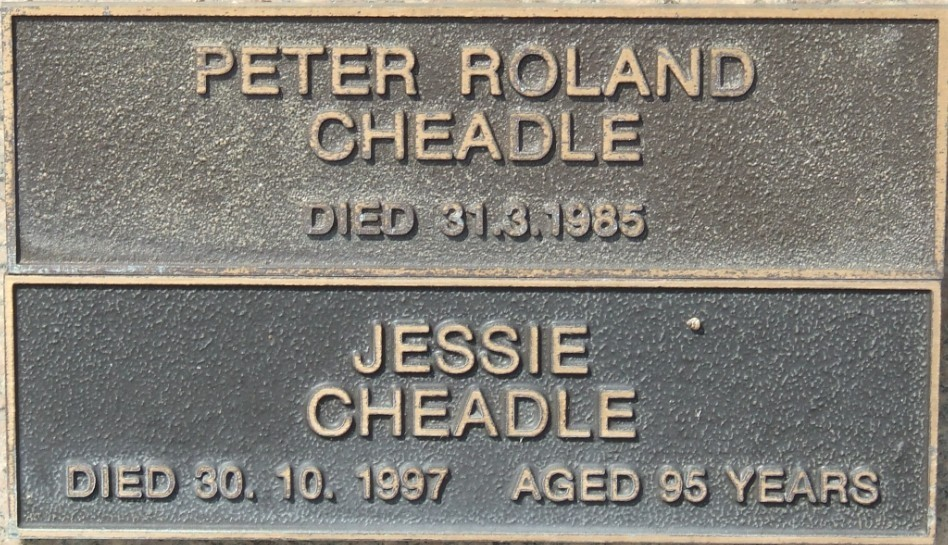 PETER ROLAND
CHEADLE
DIED 31.3.1985
JESSIE
CHEADLE
DIED 30. 10. 1997 AGED 95 YEARS